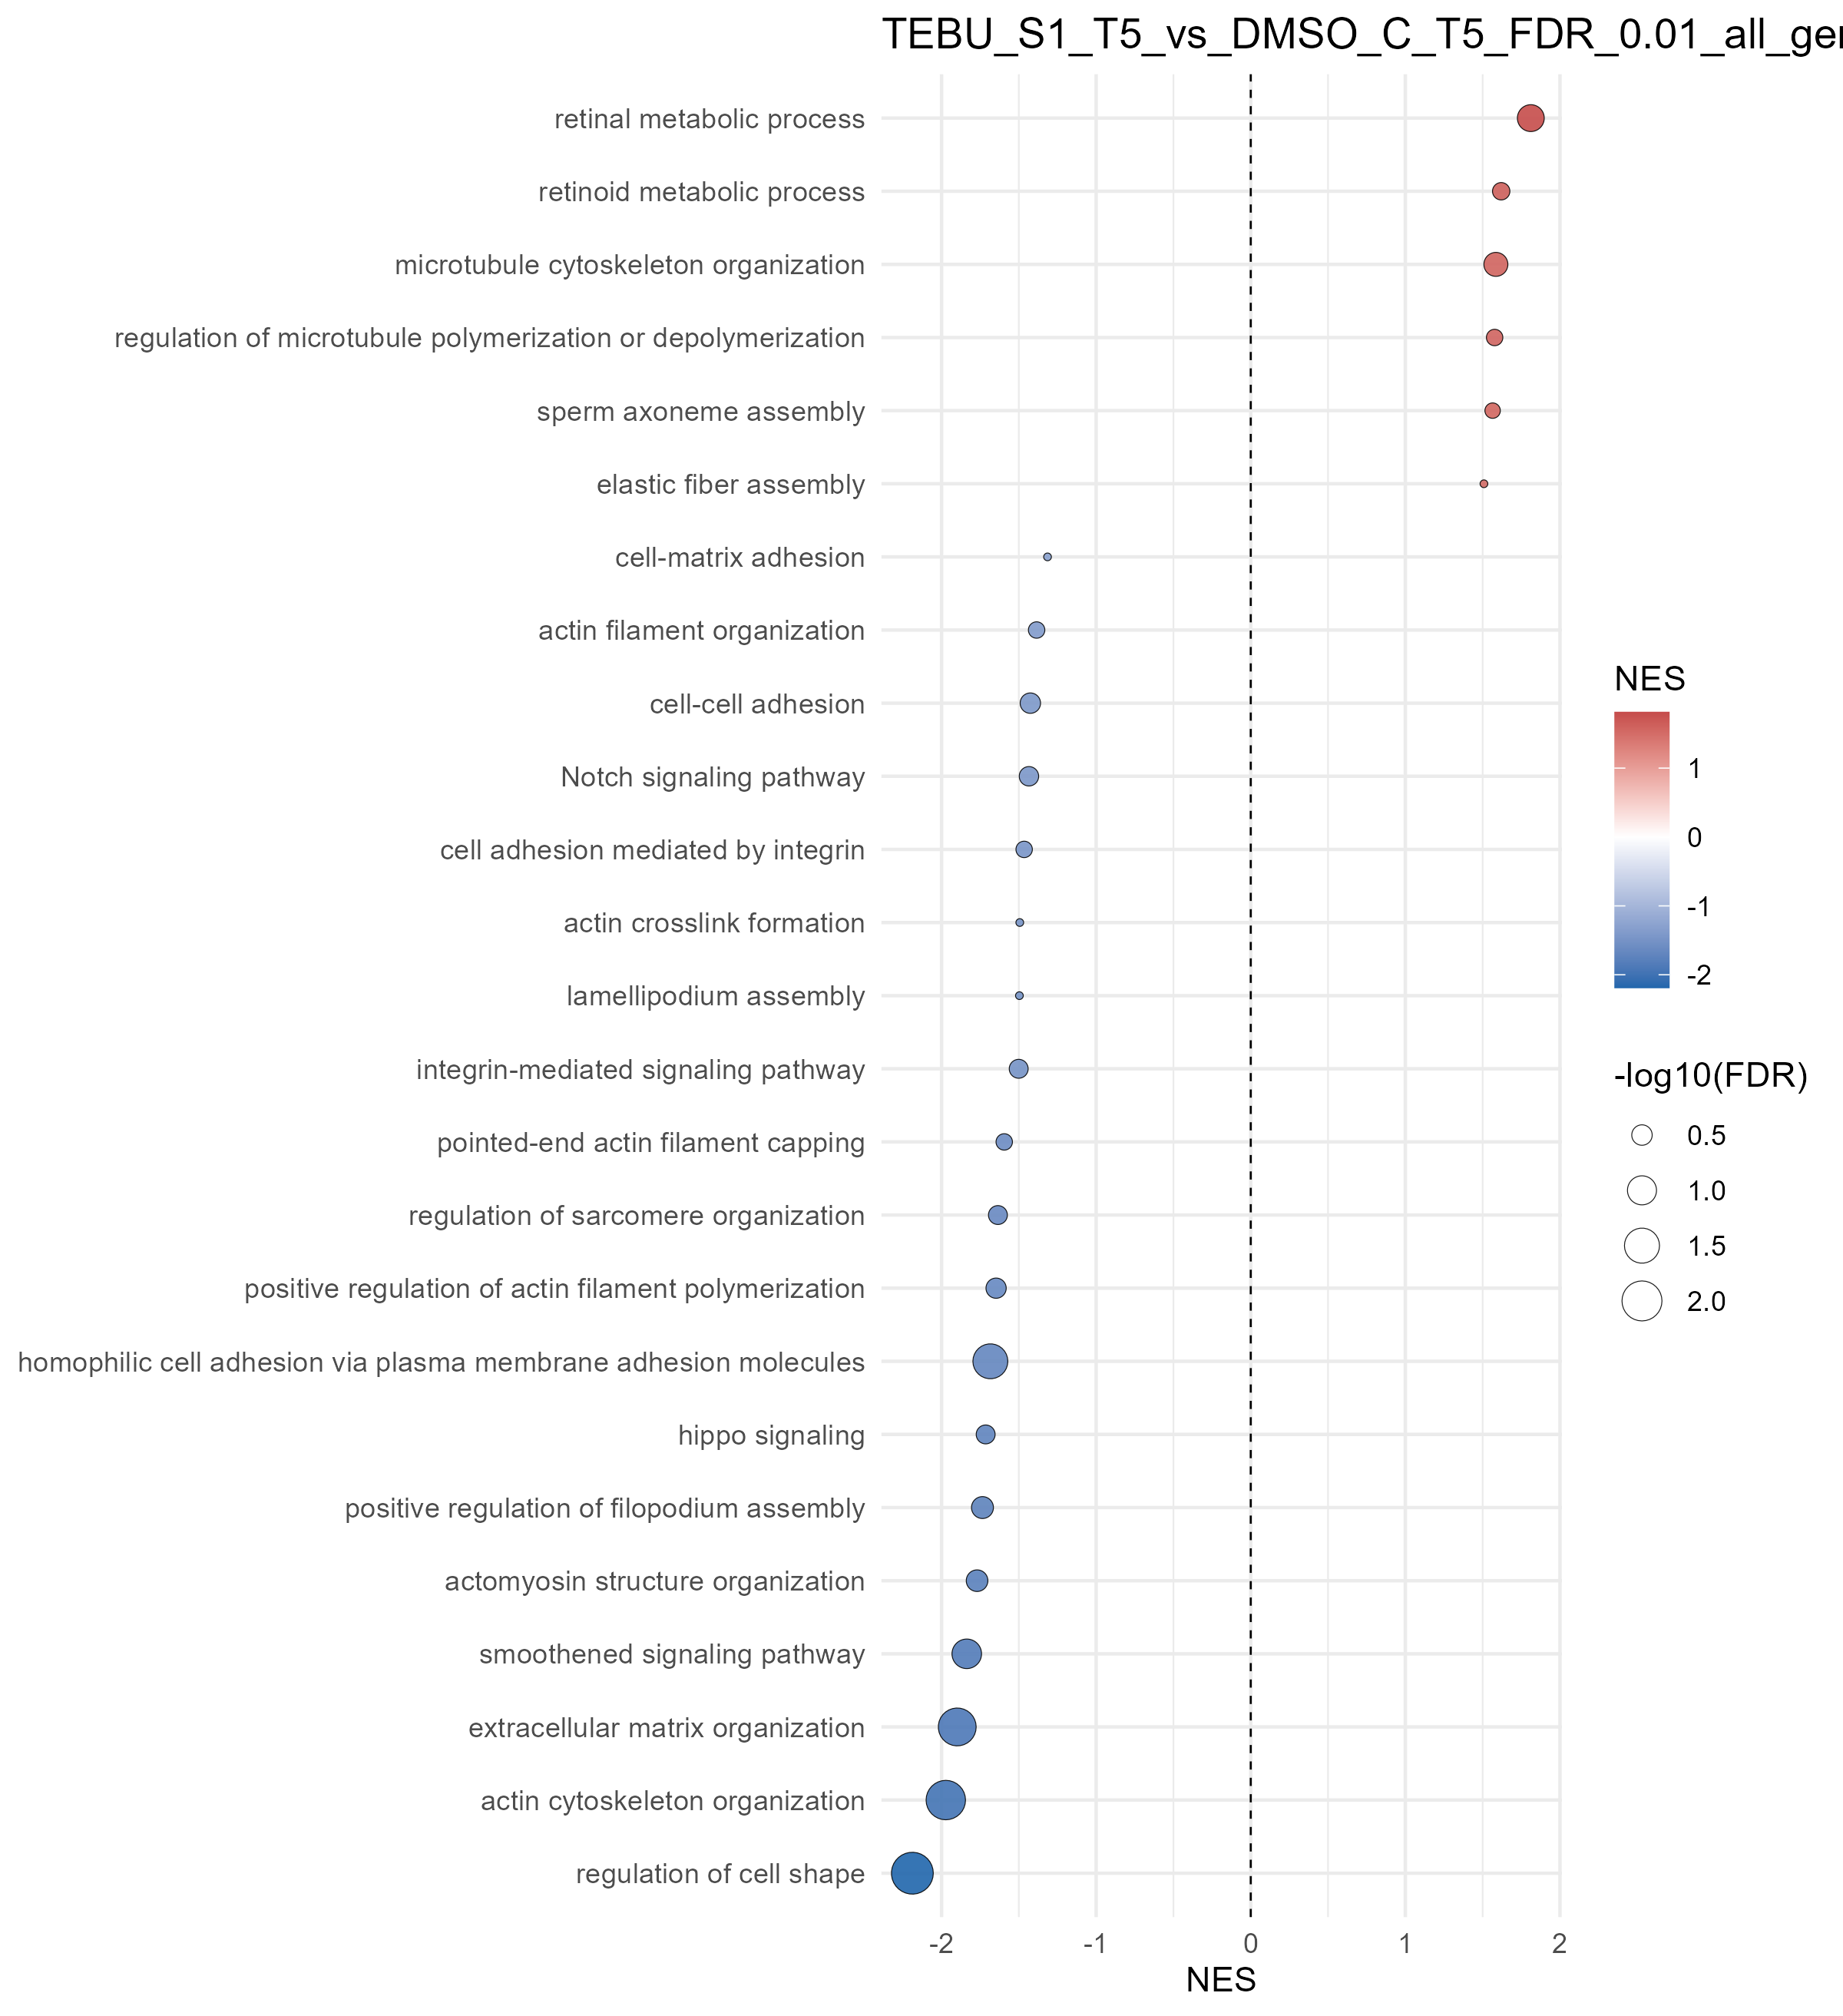 TEBU_S1_T5_vs_DMSO_C_T5_FDR_0.01_all_ge
retinal metabolic process
retinoid metabolic process
microtubule cytoskeleton organization
regulation of microtubule polymerization or depolymerization
sperm axoneme assembly
elastic fiber assembly
cell-matrix adhesion
actin filament organization
cell-cell adhesion
Notch signaling pathway
cell adhesion mediated by integrin
actin crosslink formation
lamellipodium assembly
integrin-mediated signaling pathway
pointed-end actin filament capping
regulation of sarcomere organization
positive regulation of actin filament polymerization
homophilic cell adhesion via plasma membrane adhesion molecules
hippo signaling
positive regulation of filopodium assembly
actomyosin structure organization
smoothened signaling pathway
extracellular matrix organization
actin cytoskeleton organization
regulation of cell shape
-2 -1 0 1 2
NES
NES
1
0
-1
-2
-log10(FDR)
0.5
1.0
1.5
2.0